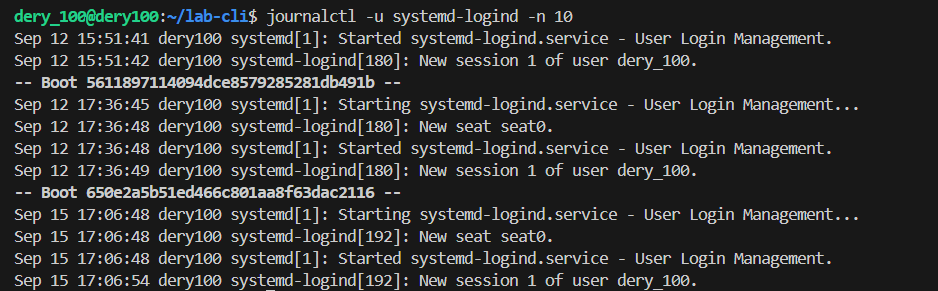 dery_100@dery100:~/lab-cli$ journalctl -u systemd-logind -n 10
Sep 12 15:51:41 dery100 systemd[1]: Started systemd-logind.service - User Login Management.
Sep 12 15:51:42 dery100 systemd-logind[180]: New session 1 of user dery_100.
-- Boot 5611897114094dce8579285281db491b --
Sep 12 17:36:45 dery100 systemd[1]: Starting systemd-logind.service - User Login Management...
Sep 12 17:36:48 dery100 systemd-logind[180]: New seat seat0.
Sep 12 17:36:48 dery100 systemd[1]: Started systemd-logind.service - User Login Management.
Sep 12 17:36:49 dery100 systemd-logind[180]: New session 1 of user dery_100.
-- Boot 650e2a5b51ed466c801aa8f63dac2116 --
Sep 15 17:06:48 dery100 systemd[1]: Starting systemd-logind.service - User Login Management...
Sep 15 17:06:48 dery100 systemd-logind[192]: New seat seat0.
Sep 15 17:06:48 dery100 systemd[1]: Started systemd-logind.service - User Login Management.
Sep 15 17:06:54 dery100 systemd-logind[192]: New session 1 of user dery_100.